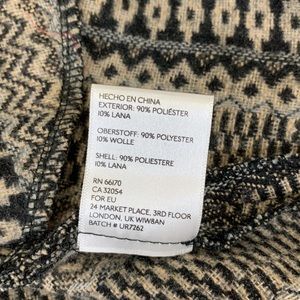 HECHO EN CHINA
EXTERIOR: 90% POLIÉSTER
10% LANA
OBERSTOFF: 90% POLYESTER
10% WOLLE
SHELL: 90% POLIESTERE
10% LANA
RN 66170
CA 32054
FOR EU
24 MARKET PLACE, 3RD FLOOR
LONDON, UK W1W8AN
BATCH # UR7262